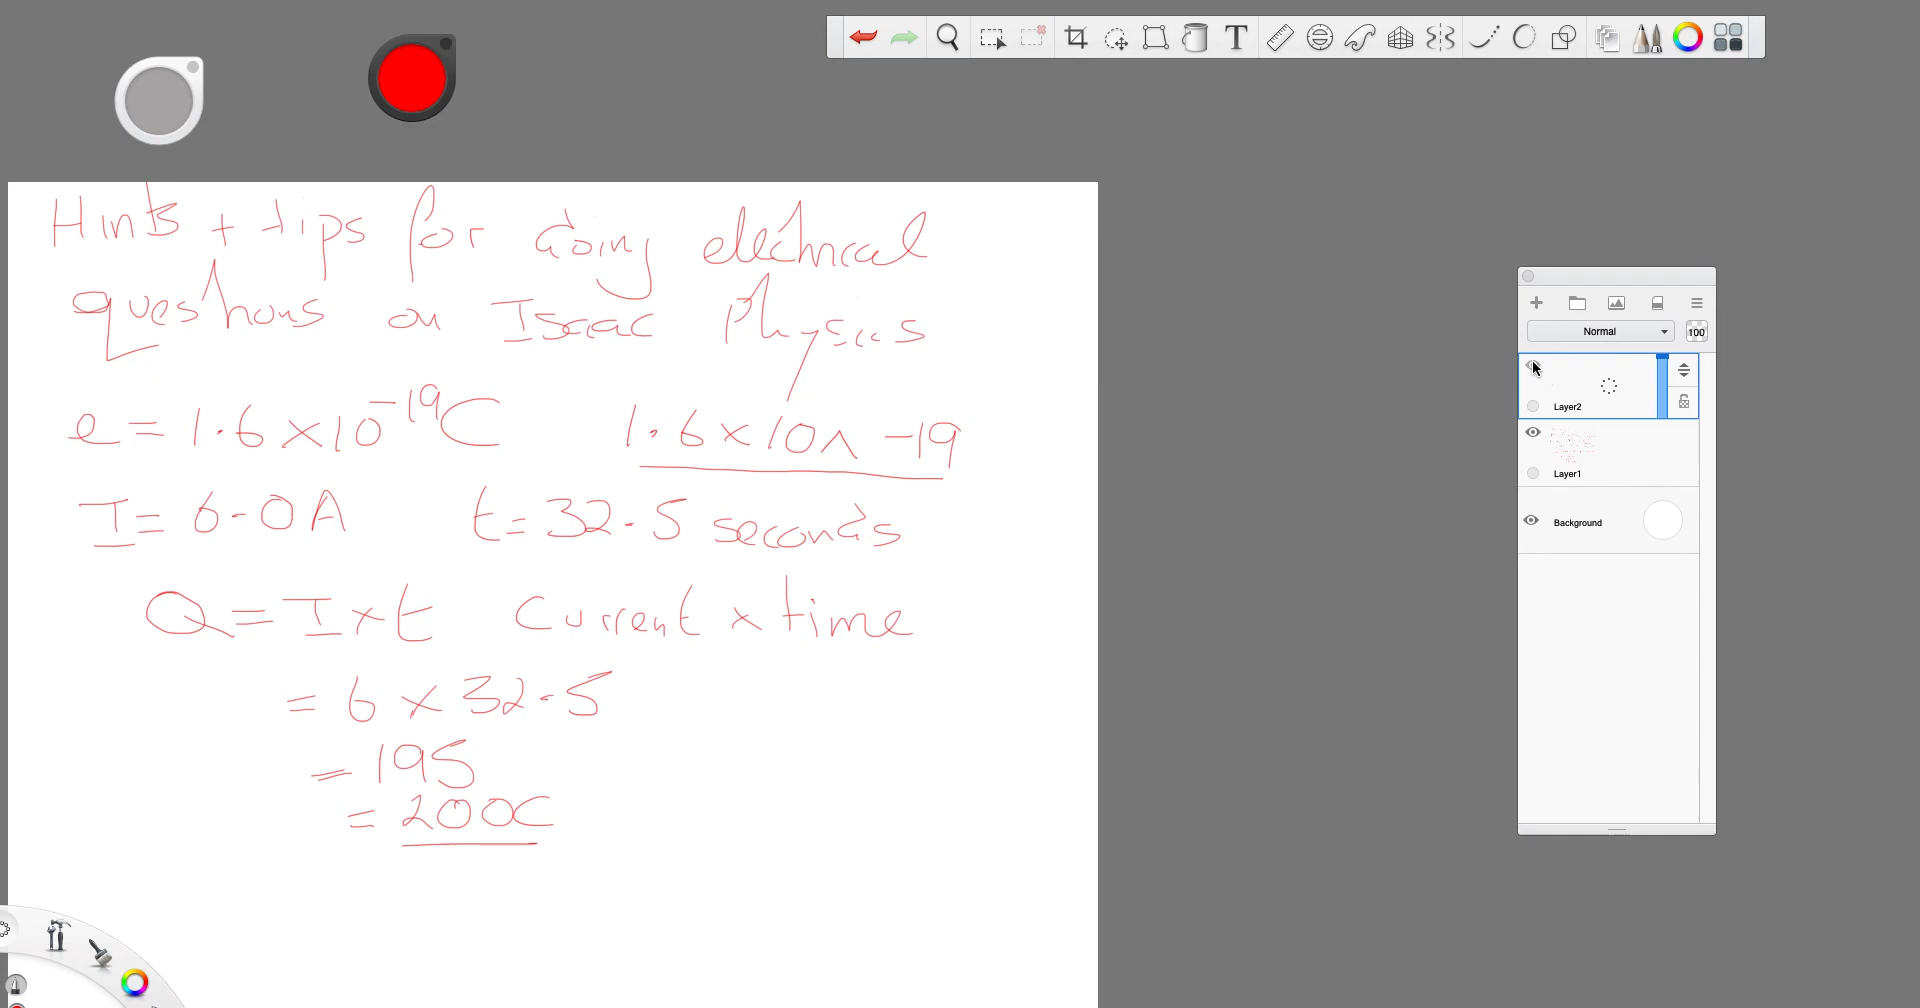 Hints + tips for doing electrical
questions on Isaac Physics
e = 1.6 x 10⁻¹⁹ C 1.6 x 10 ^ -19
I = 6.0 A t = 32.5 seconds
Q = I x t Current x time
= 6 x 32.5
= 195
= 200C
T
Normal 100
Layer2
Layer1
Background